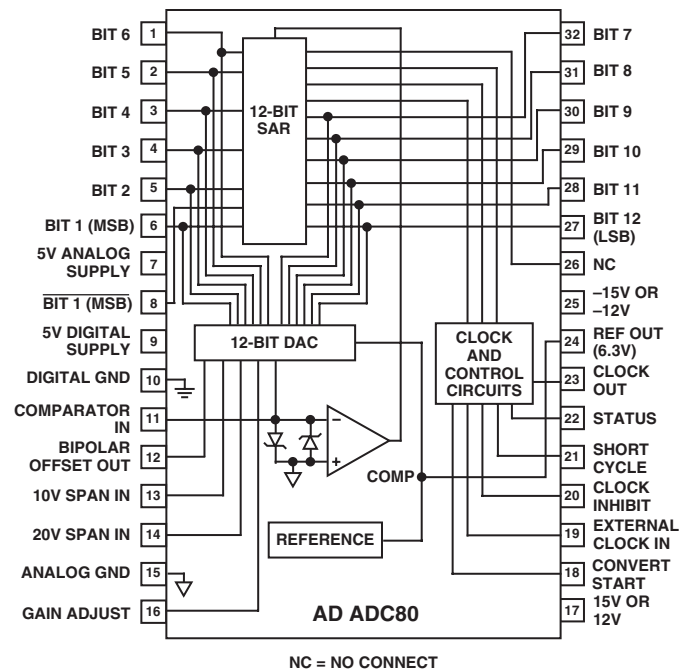 BIT 6
1
BIT 5
2
BIT 4
3
BIT 3
4
BIT 2
5
BIT 1 (MSB)
6
5V ANALOG
SUPPLY
7
BIT 1 (MSB)
8
5V DIGITAL
SUPPLY
9
DIGITAL GND
10
COMPARATOR
IN
11
BIPOLAR
OFFSET OUT
12
10V SPAN IN
13
20V SPAN IN
14
ANALOG GND
15
GAIN ADJUST
16
12-BIT
SAR
12-BIT DAC
CLOCK
AND
CONTROL
CIRCUITS
–
+
COMP
REFERENCE
AD ADC80
32
BIT 7
31
BIT 8
30
BIT 9
29
BIT 10
28
BIT 11
27
BIT 12
(LSB)
26
NC
25
–15V OR
–12V
24
REF OUT
(6.3V)
23
CLOCK
OUT
22
STATUS
21
SHORT
CYCLE
20
CLOCK
INHIBIT
19
EXTERNAL
CLOCK IN
18
CONVERT
START
17
15V OR
12V
NC = NO CONNECT